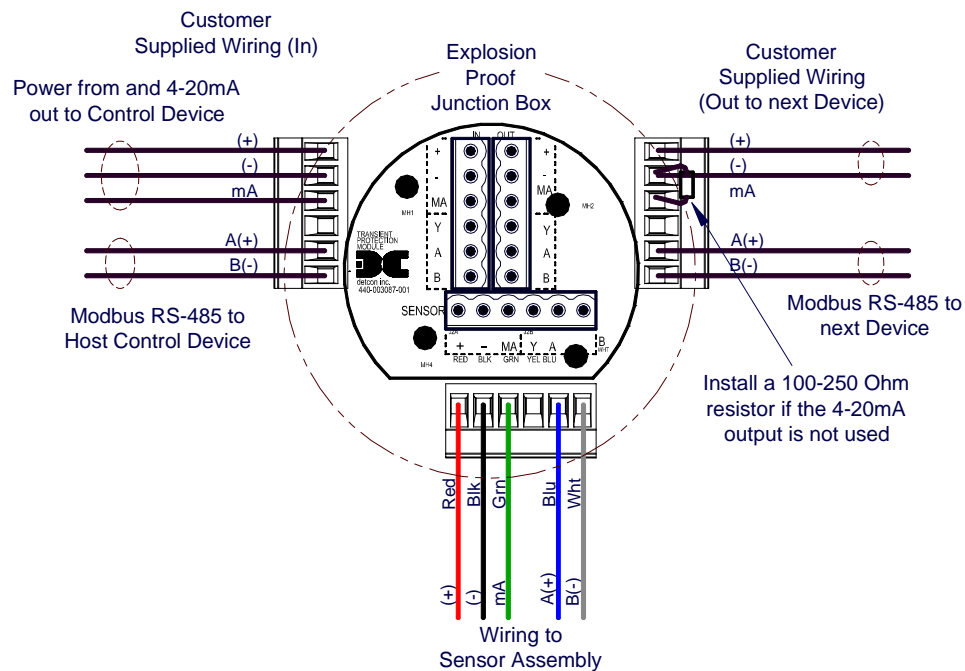 Customer
Supplied Wiring (In)
Power from and 4-20mA
out to Control Device
(+)
(-)
mA
A(+)
B(-)
Modbus RS-485 to
Host Control Device
Explosion
Proof
Junction Box
IN OUT
+ +
- -
MA MA
Y Y
A A
B B
MH1
MH2
TRANSIENT
PROTECTION
MODULE
detcon inc.
440-003087-001
SENSOR
J2A J2B
+ – MA Y A B
RED BLK GRN YEL BLU WHT
MH4
Customer
Supplied Wiring
(Out to next Device)
(+)
(-)
mA
A(+)
B(-)
Modbus RS-485 to
next Device
Install a 100-250 Ohm
resistor if the 4-20mA
output is not used
Red
Blk
Grn
Blu
Wht
(+)
(-)
mA
A(+)
B(-)
Wiring to
Sensor Assembly